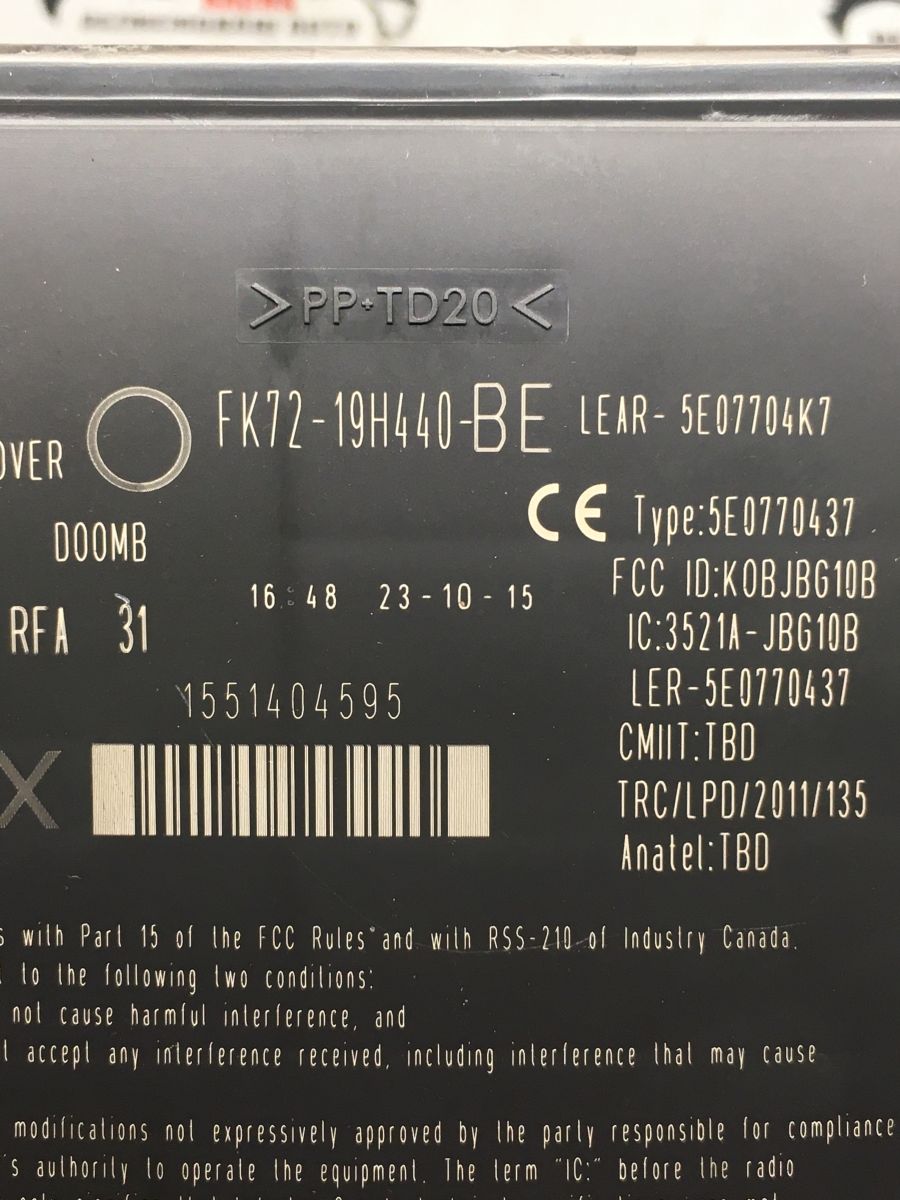 >PP+TD20<
FK72-19H440-BE LEAR- 5E07704K7
OVER
CE Type:5E0770437
D00MB
FCC ID:KOBJBG10B
16:48 23-10-15
RFA 31
IC:3521A-JBG10B
LER-5E0770437
1551404595
CMIIT:TBD
X
TRC/LPD/2011/135
Anatel:TBD
s with Part 15 of the FCC Rules and with RSS-210 of Industry Canada.
to the following two conditions:
not cause harmful interference, and
t accept any interference received, including interference that may cause
modifications not expressively approved by the party responsible for compliance
's authority to operate the equipment. The term "IC:" before the radio